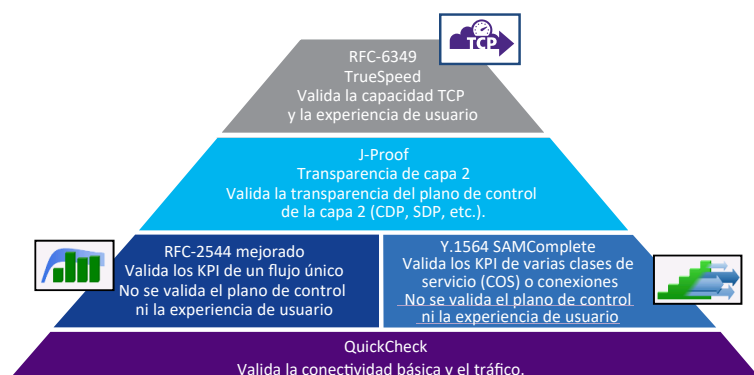 TCP
RFC-6349
TrueSpeed
Valida la capacidad TCP
y la experiencia de usuario
J-Proof
Transparencia de capa 2
Valida la transparencia del plano de control
de la capa 2 (CDP, SDP, etc.).
RFC-2544 mejorado
Valida los KPI de un flujo único
No se valida el plano de control
ni la experiencia de usuario
Y.1564 SAMComplete
Valida los KPI de varias clases de
servicio (COS) o conexiones
No se valida el plano de control
ni la experiencia de usuario
QuickCheck
Valida la conectividad básica y el tráfico.